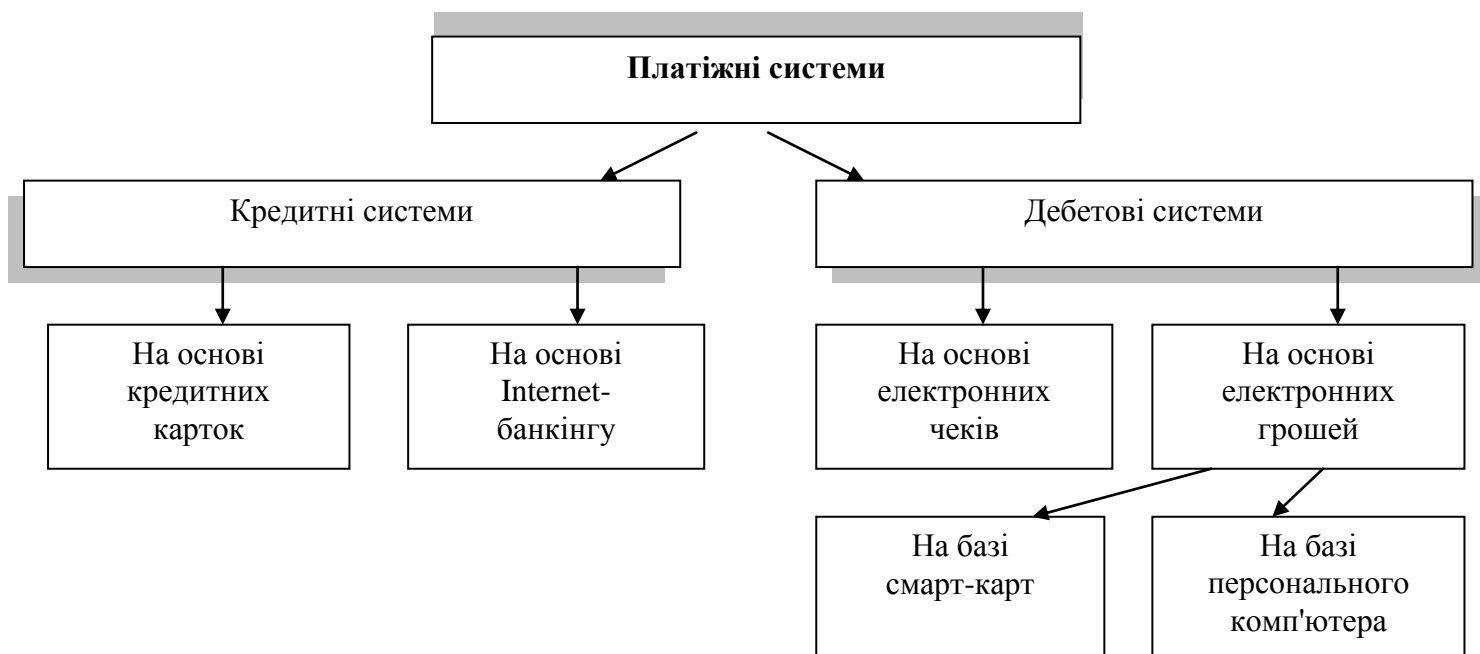 Платіжні системи
Кредитні системи
Дебетові системи
На основі
кредитних
карток
На основі
Internet-
банкінгу
На основі
електронних
чеків
На основі
електронних
грошей
На базі
смарт-карт
На базі
персонального
комп'ютера